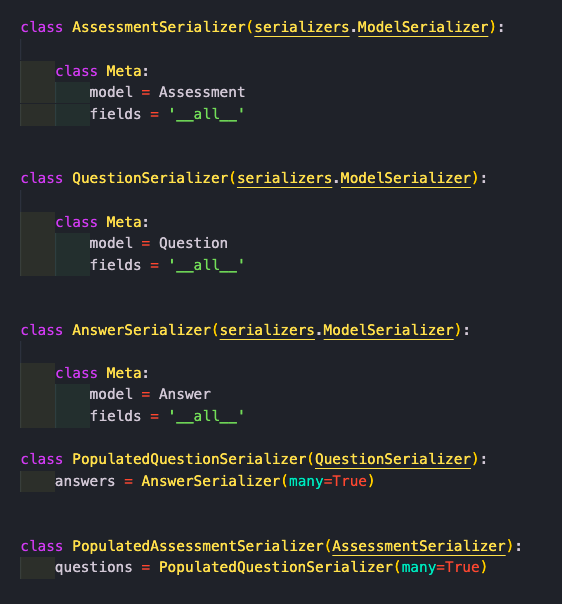 class AssessmentSerializer(serializers.ModelSerializer):
    class Meta:
        model = Assessment
        fields = '__all__'
class QuestionSerializer(serializers.ModelSerializer):
    class Meta:
        model = Question
        fields = '__all__'
class AnswerSerializer(serializers.ModelSerializer):
    class Meta:
        model = Answer
        fields = '__all__'
class PopulatedQuestionSerializer(QuestionSerializer):
    answers = AnswerSerializer(many=True)
class PopulatedAssessmentSerializer(AssessmentSerializer):
    questions = PopulatedQuestionSerializer(many=True)